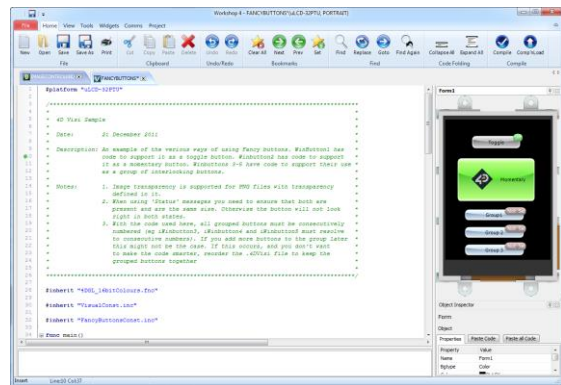 Workshop 4 - FANCYBUTTONS*(uLCD-32PTU, PORTRAIT)
File Home View Tools Widgets Comms Project
New Open Save Save As Print Cut Copy Paste Delete Undo Redo Clear All Next Prev Set Find Replace Goto Find Again Collapse All Expand All Compile Comp'nLoad
File Clipboard Undo/Redo Bookmarks Find Code Folding Compile
FANCYBUTTONS* (X)
#platform "uLCD-32PTU"
4D Visi Sample
Date: 2: December 2011
Description: An example of the various ways of using Fancy buttons. WinButton1 has
code to support it as a toggle button. Winbutton2 has code to support
it as a momentary button. Winbuttons 3-5 have code to support their use
as a group of interlocking buttons.
Notes: 1. Image transparency is supported for PNG files with transparency
defined in it.
2. When using 'Status' messages you need to ensure that both are
present and are the same size. Otherwise the button will not look
right in both states.
3. With the code used here, all grouped buttons must be consecutively
numbered (eg iWinbutton3, iWinbutton4 and iWinbutton5 must resolve
to consecutive numbers). If you add more buttons to the group later
this might not be the case. If this occurs, and you don't want
to make the code smarter, reorder the .4DVisi file to keep the
grouped buttons together
#inherit "4DGL_16bitColours.fnc"
#inherit "VisualConst.inc"
#inherit "FancyButtonsConst.inc"
func main()
Form1
Toggle
4D
Momentary
Group1
Group 2
Group 3
Object Inspector
Form
Object
Properties Paste Code Paste all Code
Property Value
Name Form1
Bgtype Color
Insert Line:10 Col:37